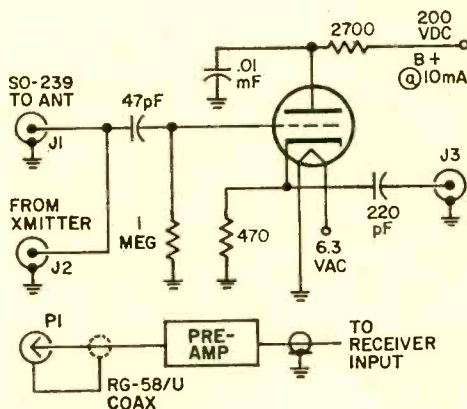 2700
200
VDC
B+
@ 10mA
.01
mF
SO-239
TO ANT
J1
47pF
J3
FROM
XMITTER
J2
1
MEG
470
6.3
VAC
220
pF
P1
PRE-
AMP
TO
RECEIVER
INPUT
RG-58/U
COAX